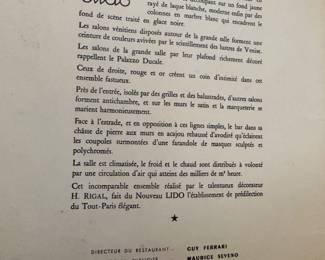 découpant sur un fond jaune
rayé de laque blanche, moderne enfin par des
colonnes en marbre blanc qui encadrent le
fond de scène traité en glace noire.
Les salons vénitiens disposés autour de la grande salle forment une
ceinture de couleurs avivées par le scintillement des lustres de Venise.
Les salons de la grande salle par leur plafond richement décoré
rappellent le Palazzo Ducale.
Ceux de droite, rouge et or créent un coin d'intimité dans cet
ensemble fastueux.
Près de l'entrée, isolés par des grilles et des balustrades, d'autres salons
forment antichambre, et sur les murs le satin et la marqueterie se
marient harmonieusement.
Face à l'estrade, et en opposition à ces lignes simples, le bar dans sa
châsse de pierre aux murs en acajou rehaussé d'avodiré qu'éclairent
les coupoles surmontées d'une farandole de masques sculptés et
polychromés.
La salle est climatisée, le froid et le chaud sont distribués à volonté
par une circulation d'air qui atteint des milliers de m³ heure.
Cet incomparable ensemble réalisé par le talentueux décorateur
H. RIGAL, fait du Nouveau LIDO l'établissement de prédilection
du Tout-Paris élégant.
★
DIRECTEUR DU RESTAURANT... GUY FERRARI
MAURICE SEVENO